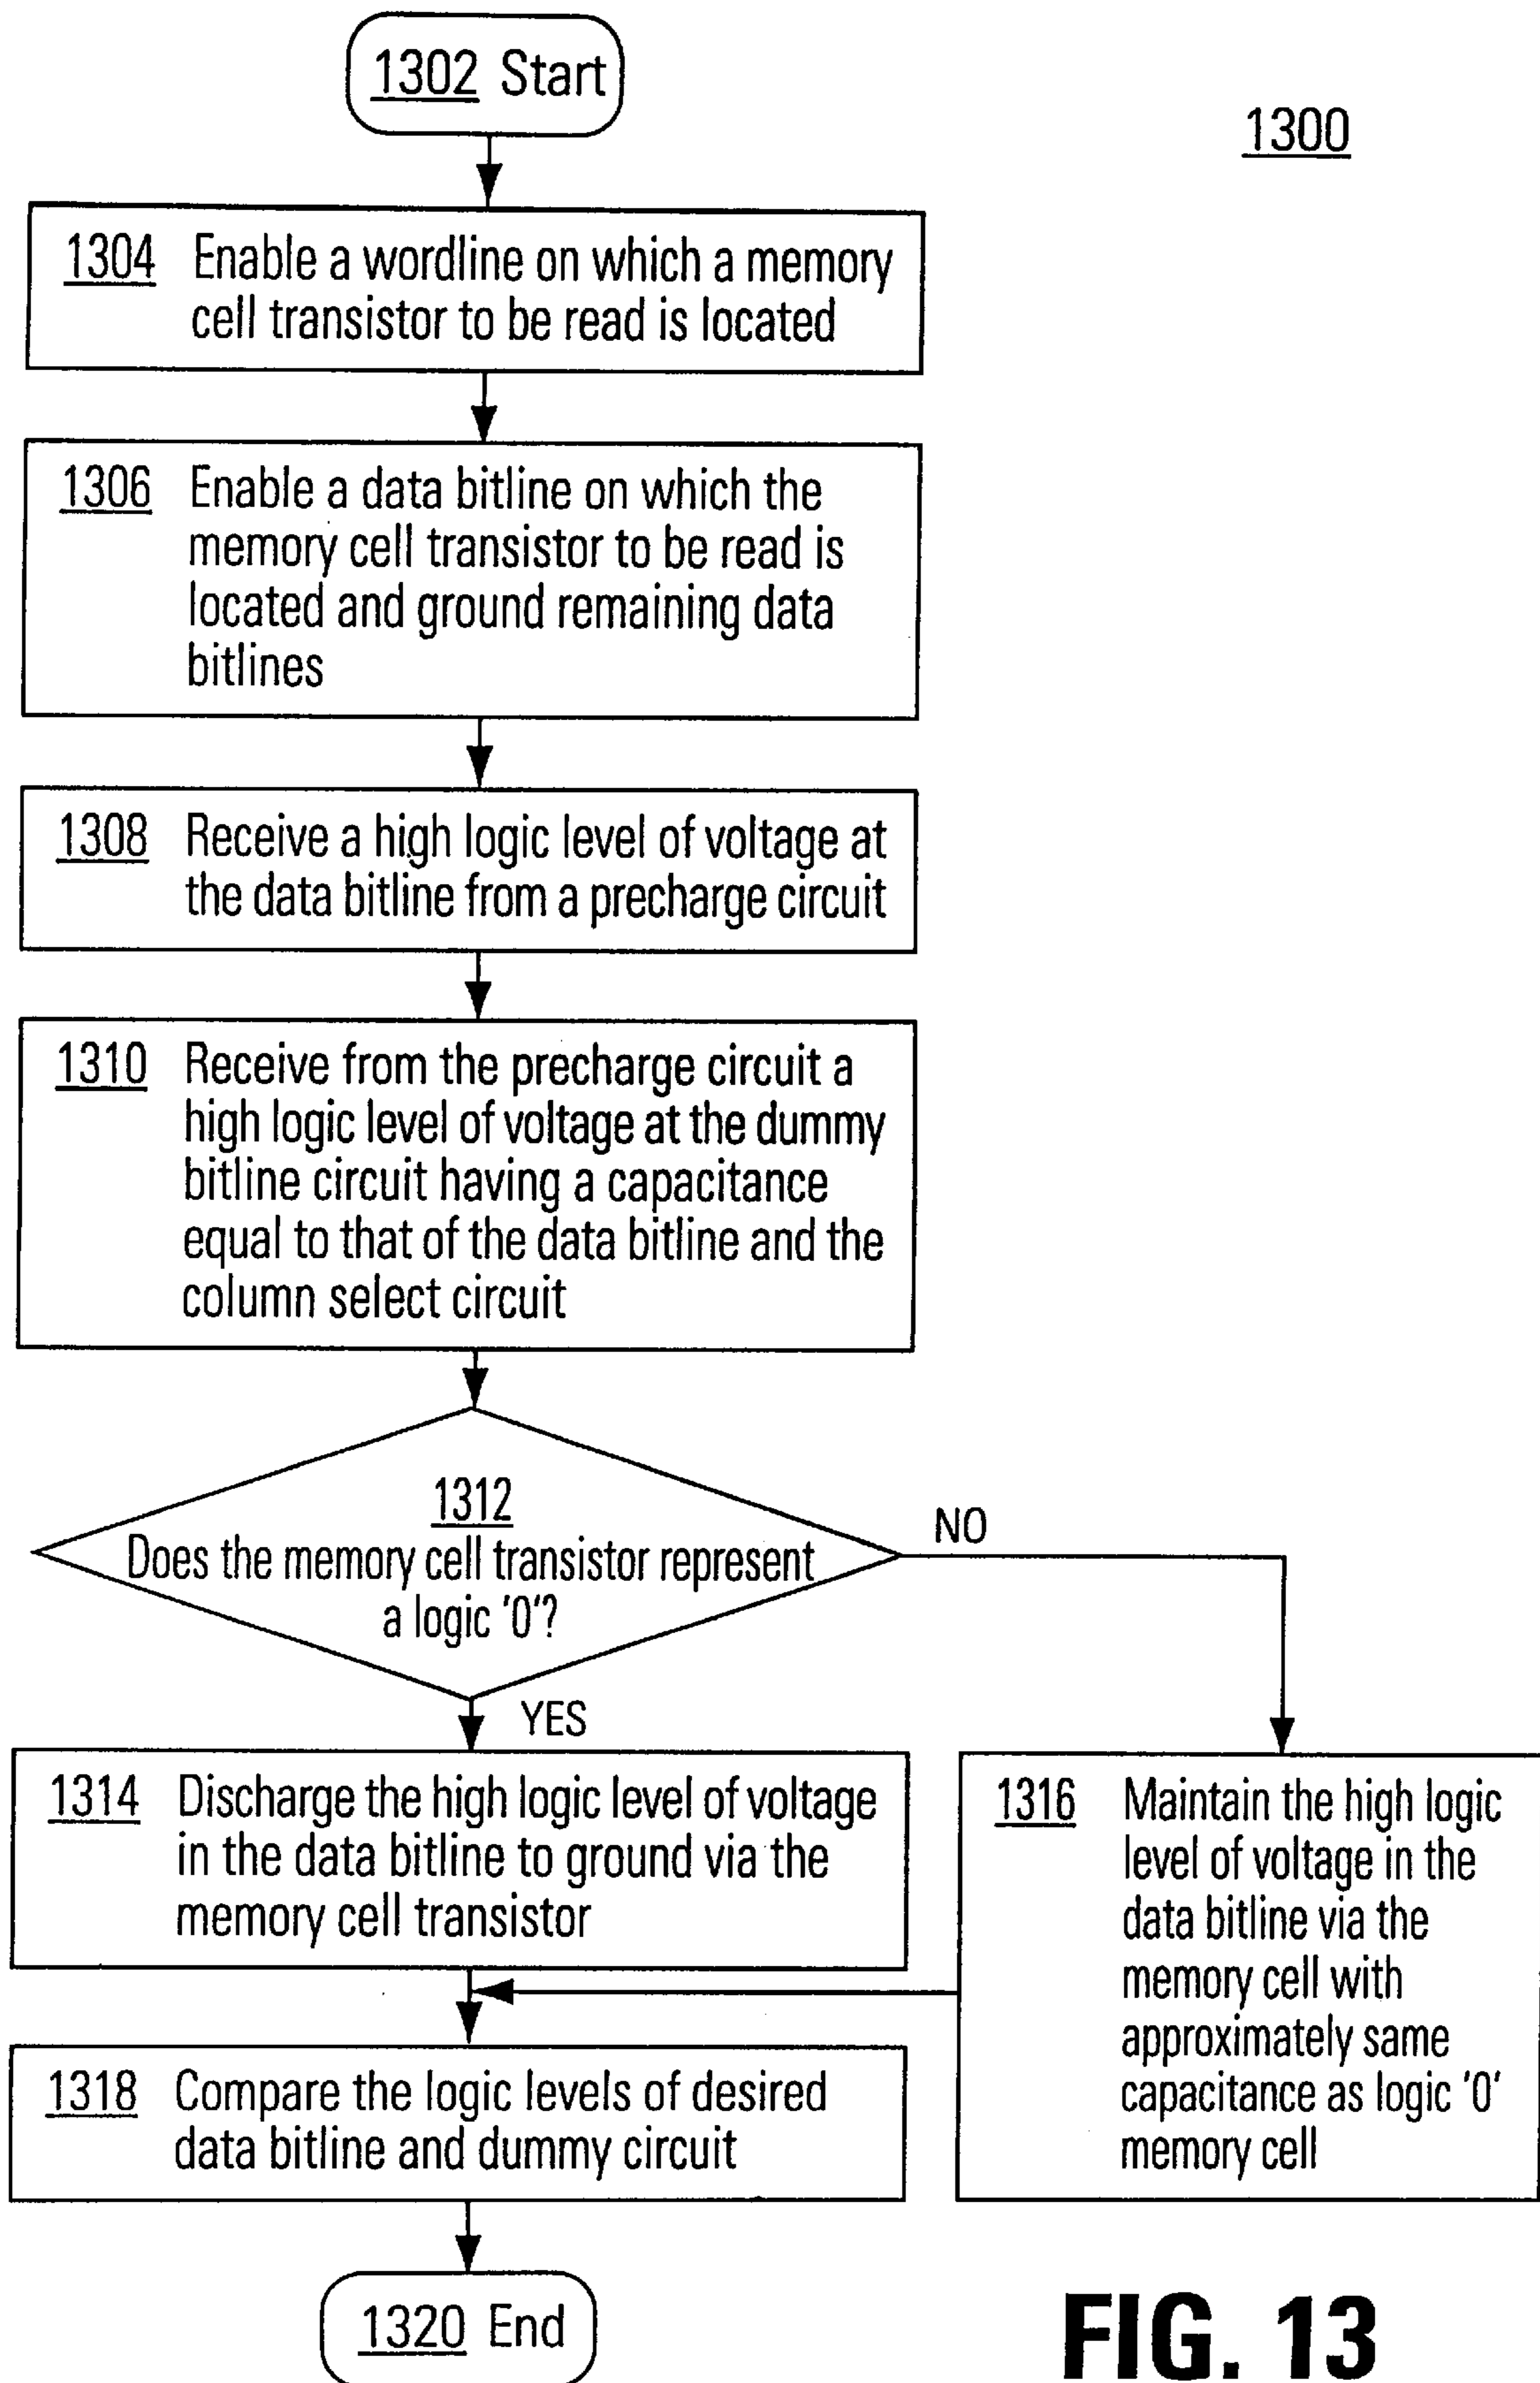 1302 Start
1300
1304 Enable a wordline on which a memory
cell transistor to be read is located
1306 Enable a data bitline on which the
memory cell transistor to be read is
located and ground remaining data
bitlines
1308 Receive a high logic level of voltage at
the data bitline from a precharge circuit
1310 Receive from the precharge circuit a
high logic level of voltage at the dummy
bitline circuit having a capacitance
equal to that of the data bitline and the
column select circuit
1312
Does the memory cell transistor represent
a logic '0'?
NO
YES
1314 Discharge the high logic level of voltage
in the data bitline to ground via the
memory cell transistor
1316 Maintain the high logic
level of voltage in the
data bitline via the
memory cell with
approximately same
capacitance as logic '0'
memory cell
1318 Compare the logic levels of desired
data bitline and dummy circuit
1320 End
FIG. 13